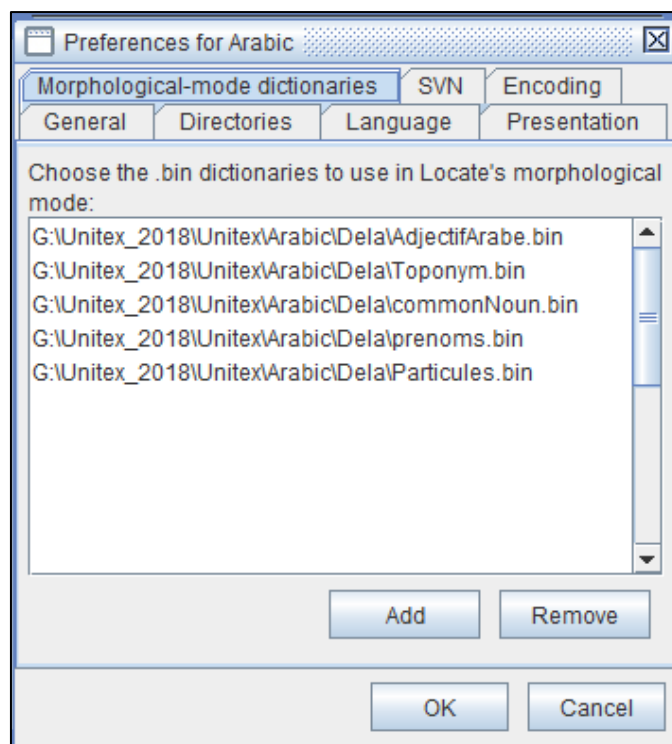 Preferences for Arabic
Morphological-mode dictionaries SVN Encoding
General Directories Language Presentation
Choose the .bin dictionaries to use in Locate's morphological
mode:
G:\Unitex_2018\Unitex\Arabic\Dela\AdjectifArabe.bin
G:\Unitex_2018\Unitex\Arabic\Dela\Toponym.bin
G:\Unitex_2018\Unitex\Arabic\Dela\commonNoun.bin
G:\Unitex_2018\Unitex\Arabic\Dela\prenoms.bin
G:\Unitex_2018\Unitex\Arabic\Dela\Particules.bin
Add Remove
OK Cancel